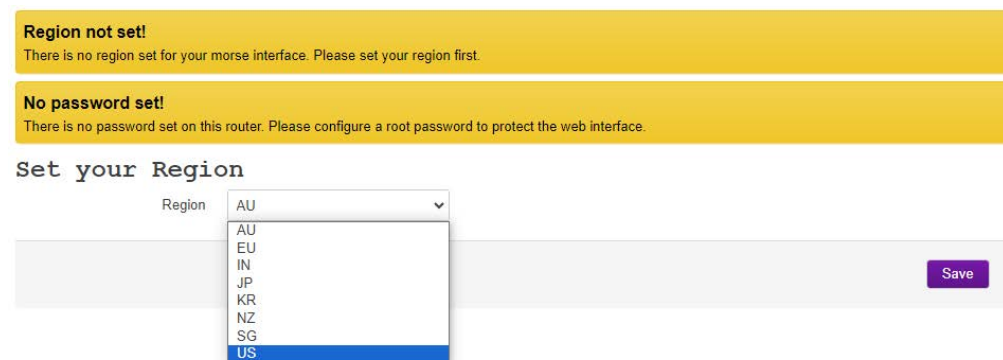 Region not set!
There is no region set for your morse interface. Please set your region first.
No password set!
There is no password set on this router. Please configure a root password to protect the web interface.
Set your Region
Region AU
AU
EU
IN
JP
KR
NZ
SG
US
Save